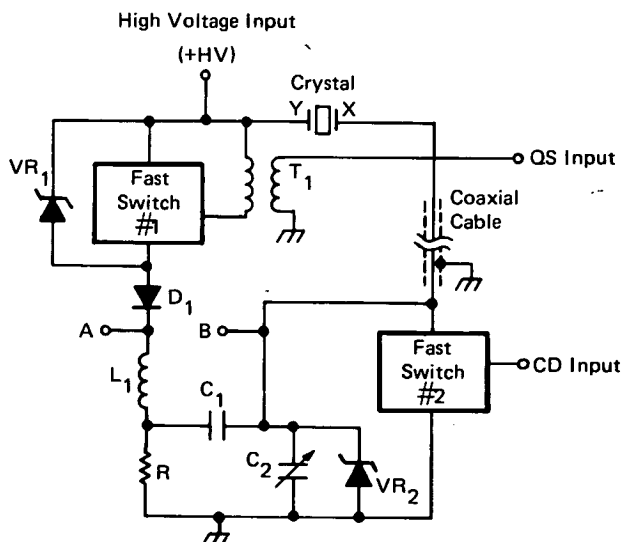 High Voltage Input
(+HV)
Crystal
Y X
VR1
Fast
Switch
#1
T1
QS Input
Coaxial
Cable
D1
A
B
L1
C1
Fast
Switch
#2
CD Input
R
C2
VR2